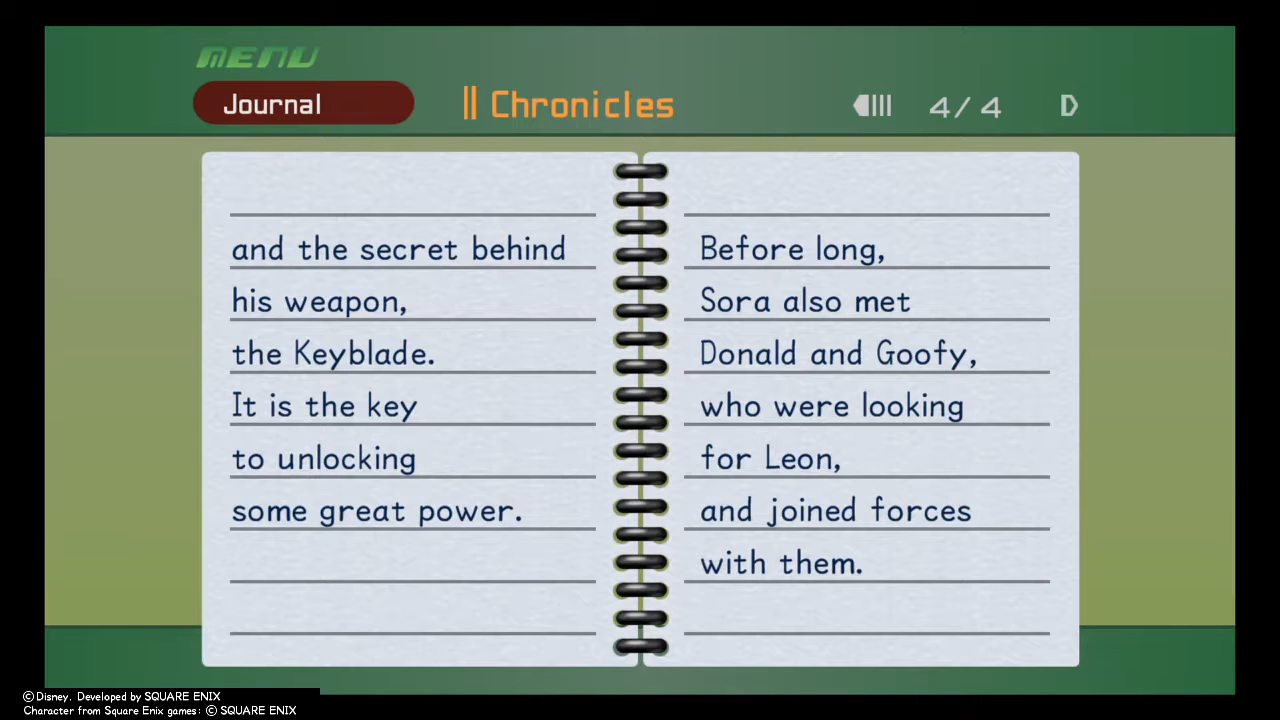 MENU
Journal
Chronicles
4/4
and the secret behind
his weapon,
the Keyblade.
It is the key
to unlocking
some great power.
Before long,
Sora also met
Donald and Goofy,
who were looking
for Leon,
and joined forces
with them.
© Disney. Developed by SQUARE ENIX
Character from Square Enix games: © SQUARE ENIX